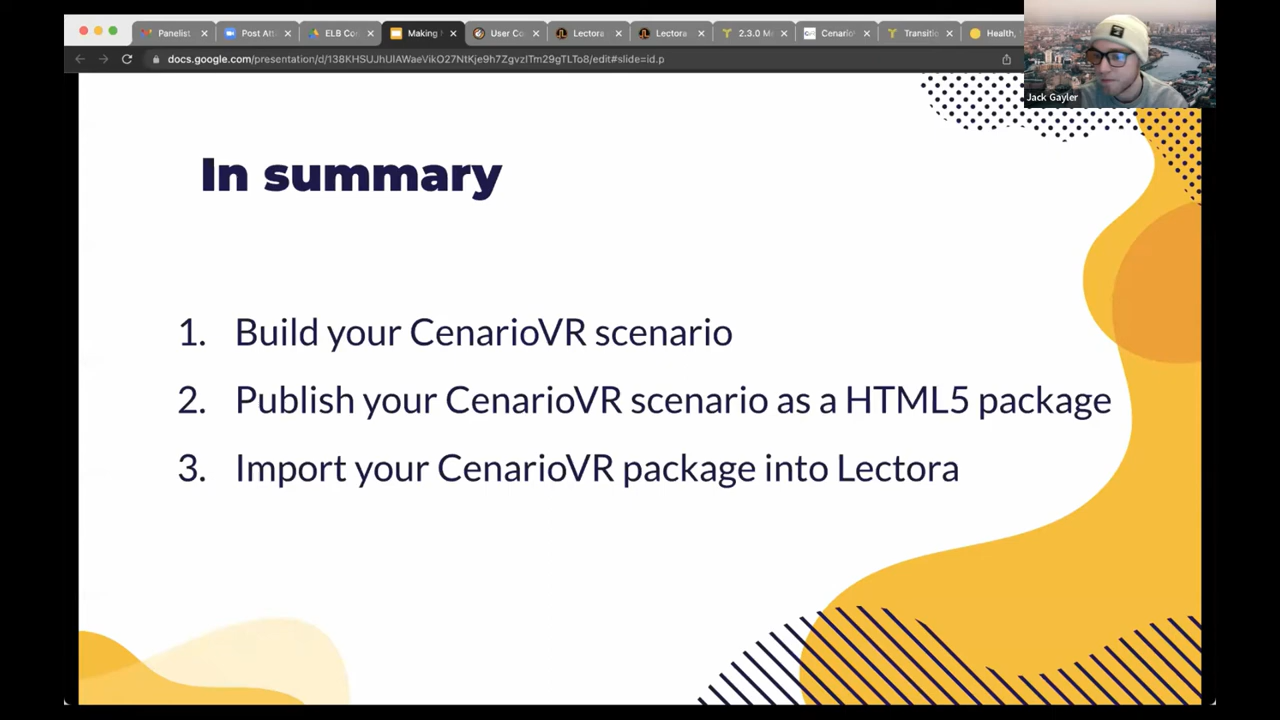 Panelist
Post Att
ELB Co
Making
User Co
Lectora
Lectora
2.3.0 M
Cenario
Transitio
Health,
docs.google.com/presentation/d/
edit#slide=id.p
Jack Gayler
In summary
1. Build your CenarioVR scenario
2. Publish your CenarioVR scenario as a HTML5 package
3. Import your CenarioVR package into Lectora